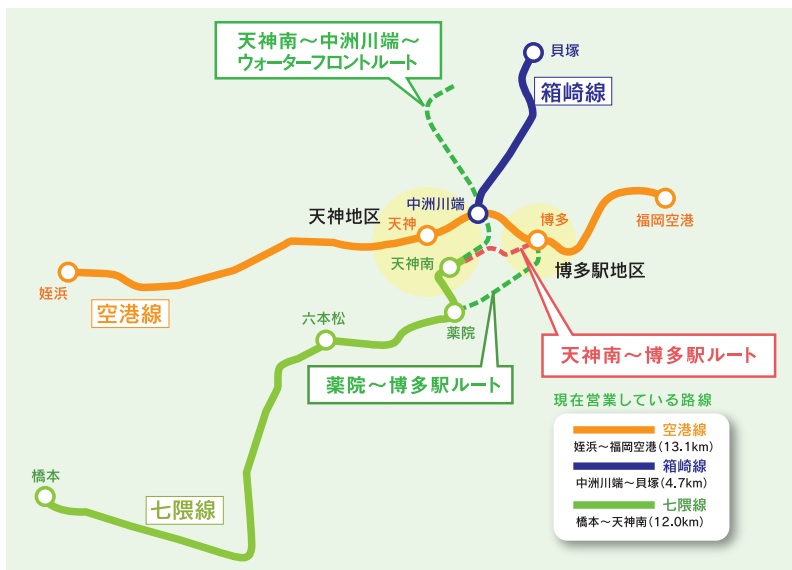 天神南~中洲川端~
ウォーターフロントルート
貝塚
箱崎線
中洲川端
天神地区
天神
博多
福岡空港
天神南
博多駅地区
姪浜
空港線
六本松
薬院
天神南~博多駅ルート
薬院~博多駅ルート
現在営業している路線
空港線
姪浜~福岡空港(13.1km)
箱崎線
中洲川端~貝塚(4.7km)
七隈線
橋本~天神南(12.0km)
橋本
七隈線